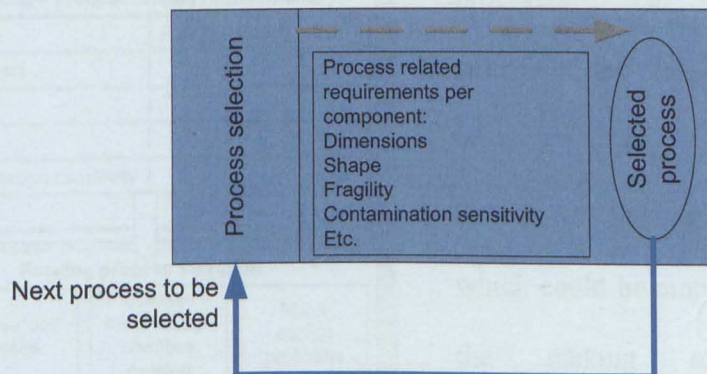 Process selection
Process related
requirements per
component:
Dimensions
Shape
Fragility
Contamination sensitivity
Etc.
Selected
process
Next process to be
selected